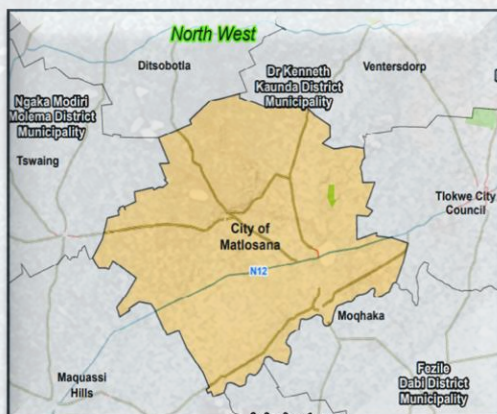 North West
Ditsobotla
Dr Kenneth
Kaunda District
Municipality
Ventersdorp
Ngaka Modiri
Molema District
Municipality
Tswaing
Tlokwe City
Council
City of
Matlosana
N12
Moqhaka
Maquassi
Hills
Fezile
Dabi District
Municipality